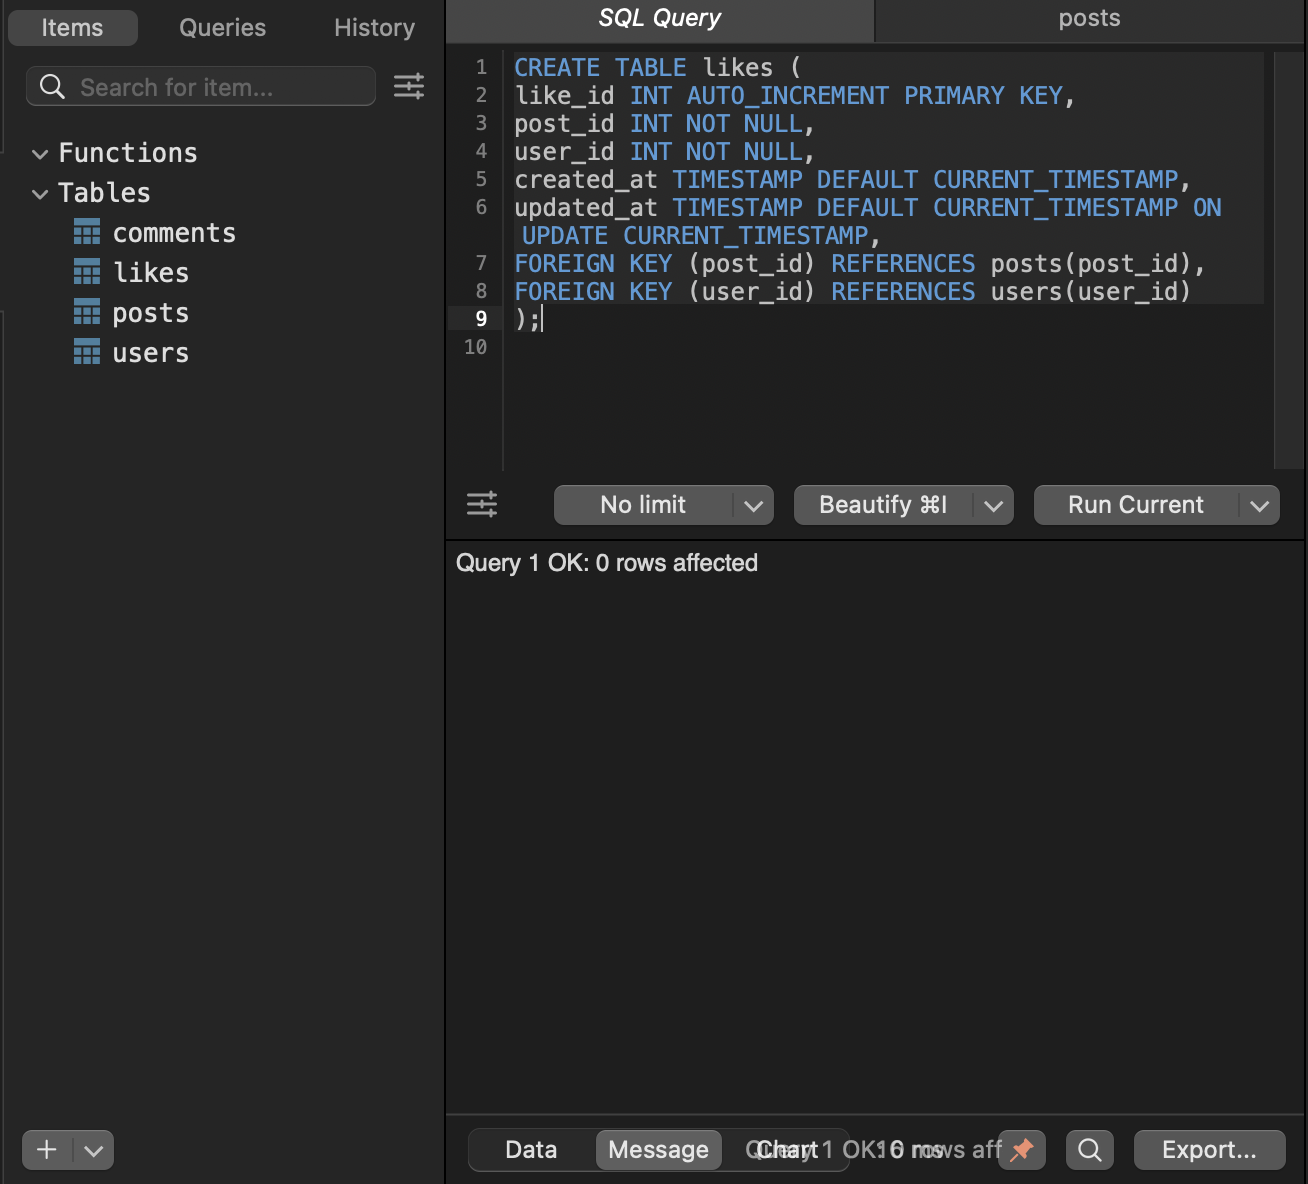 Items
Queries
History
Search for item...
Functions
Tables
comments
likes
posts
users
SQL Query
posts
1 CREATE TABLE likes (
2 like_id INT AUTO_INCREMENT PRIMARY KEY,
3 post_id INT NOT NULL,
4 user_id INT NOT NULL,
5 created_at TIMESTAMP DEFAULT CURRENT_TIMESTAMP,
6 updated_at TIMESTAMP DEFAULT CURRENT_TIMESTAMP ON
UPDATE CURRENT_TIMESTAMP,
7 FOREIGN KEY (post_id) REFERENCES posts(post_id),
8 FOREIGN KEY (user_id) REFERENCES users(user_id)
9 );
10
No limit
Beautify ⌘I
Run Current
Query 1 OK: 0 rows affected
Data
Message
Chart
1 OK:
Export...